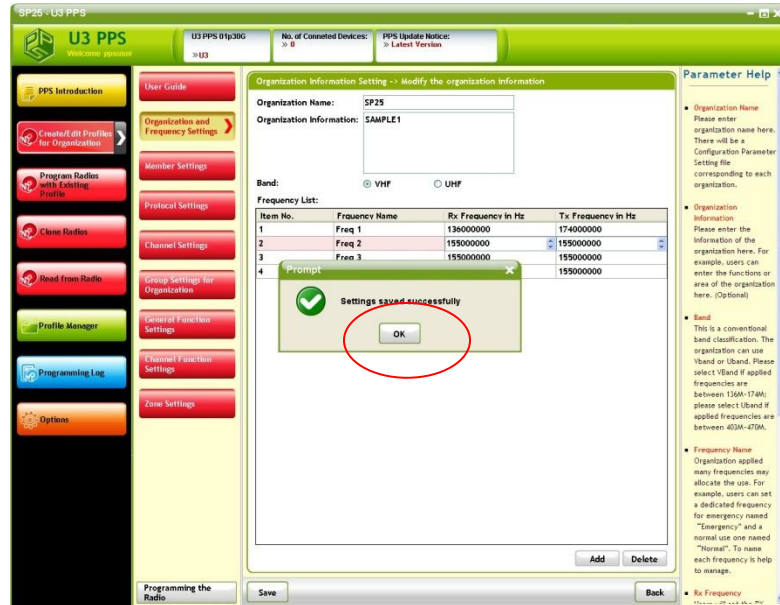 SP25 - U3 PPS
U3 PPS
Welcome ppsuser
U3 PPS 01p30G
>> U3
No. of Conneted Devices:
>> 0
PPS Update Notice:
>> Latest Version
PPS Introduction
Create/Edit Profiles
for Organization
Program Radios
with Existing
Profile
Clone Radios
Read from Radio
Profile Manager
Programming Log
Options
User Guide
Organization and
Frequency Settings
Member Settings
Protocal Settings
Channel Settings
Group Settings for
Organization
General Function
Settings
Channel Function
Settings
Zone Settings
Programming the
Radio
Organization Information Setting -> Modify the organization information
Organization Name: SP25
Organization Information: SAMPLE1
Band: VHF UHF
Frequency List:
Item No. Frquency Name Rx Frequency in Hz Tx Frequency in Hz
1 Freq 1 136000000 174000000
2 Freq 2 155000000 155000000
3 Freq 3 155000000 155000000
4 155000000
Prompt
Settings saved successfully
OK
Add Delete
Save Back
Parameter Help
Organization Name
Please enter
organization name here.
There will be a
Configuration Parameter
Setting file
corresponding to each
organization.
Organization
Information
Please enter the
Information of the
organization here. For
example, users can
enter the functions or
area of the organization
here. (Optional)
Band
This is a conventional
band classification. The
organization can use
Vband or Uband. Please
select VBand if applied
frequencies are
between 136M~174M;
please select Uband if
applied frequencies are
between 403M~470M.
Frequency Name
Organization applied
many frequencies may
allocate the use. For
example, users can set
a dedicated frequency
for emergency named
"Emergency" and a
normal use one named
"Normal". To name
each frequency is help
to manage.
Rx Frequency